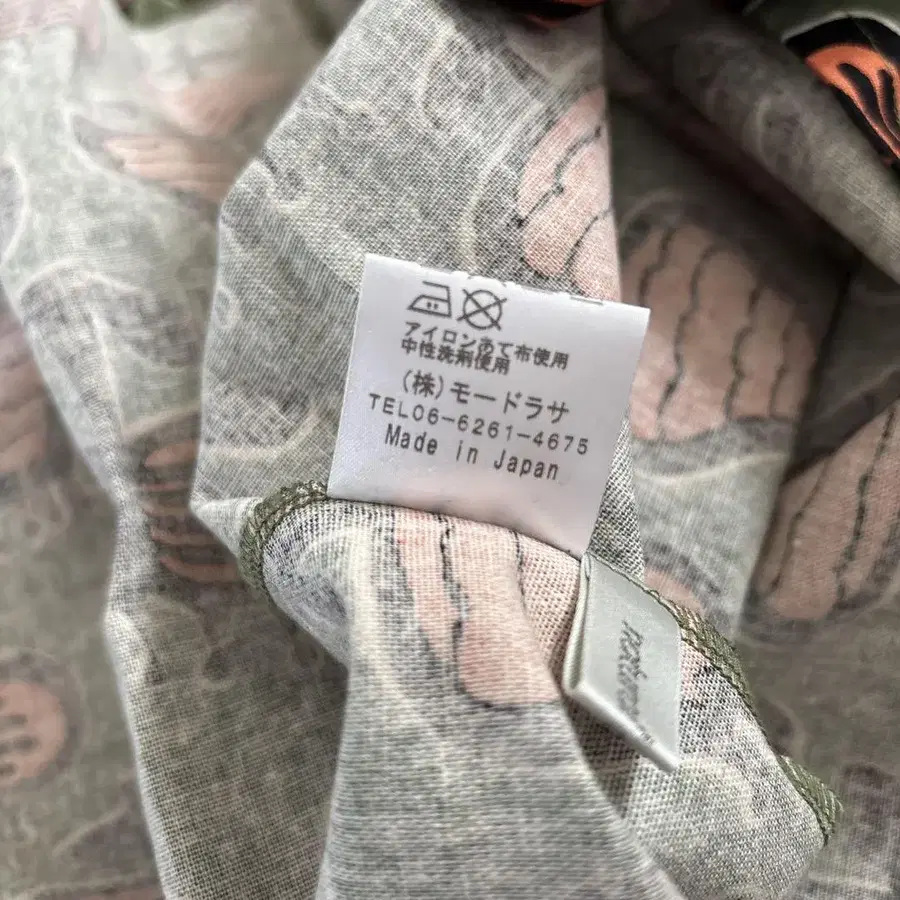 アイロンあて布使用
中性洗剤使用
(株)モードラサ
TEL06-6261-4675
Made in Japan